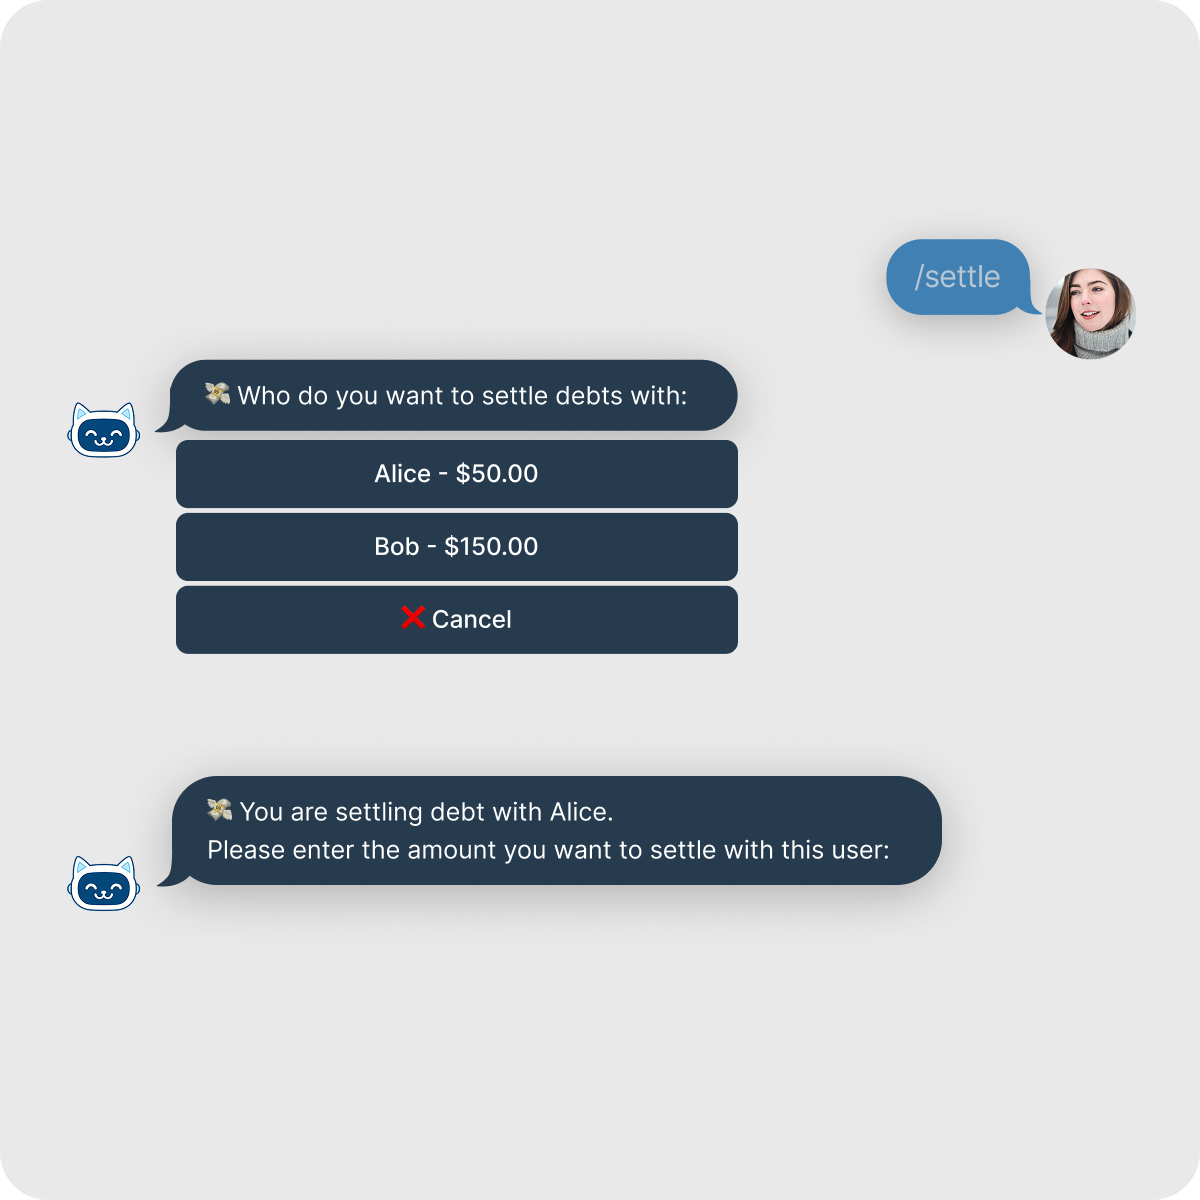 /settle
💸 Who do you want to settle debts with:
Alice - $50.00
Bob - $150.00
❌ Cancel
💸 You are settling debt with Alice.
Please enter the amount you want to settle with this user: